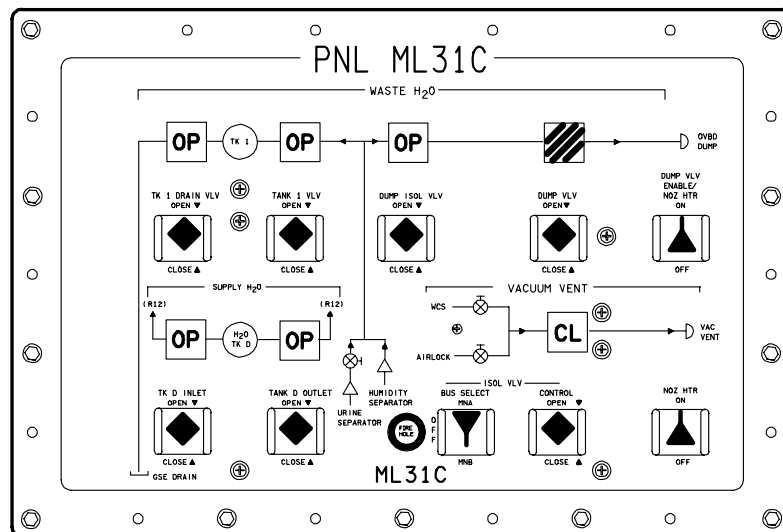 PNL ML31C
WASTE H2O
OP
TK 1
OP
OP
OVBD
DUMP
TK 1 DRAIN VLV
OPEN ▼
CLOSE ▲
TANK 1 VLV
OPEN ▼
CLOSE ▲
DUMP ISOL VLV
OPEN ▼
CLOSE ▲
DUMP VLV
OPEN ▼
CLOSE ▲
DUMP VLV
ENABLE/
NOZ HTR
ON
OFF
SUPPLY H2O
(R12)
(R12)
OP
H2O
TK D
OP
VACUUM VENT
WCS
AIRLOCK
CL
VAC
VENT
URINE
SEPARATOR
HUMIDITY
SEPARATOR
TK D INLET
OPEN ▼
CLOSE ▲
TANK D OUTLET
OPEN ▼
CLOSE ▲
FIRE
HOLE
ISOL VLV
BUS SELECT
MNA
OFF
MNB
CONTROL
OPEN ▼
CLOSE ▲
NOZ HTR
ON
OFF
GSE DRAIN
ML31C